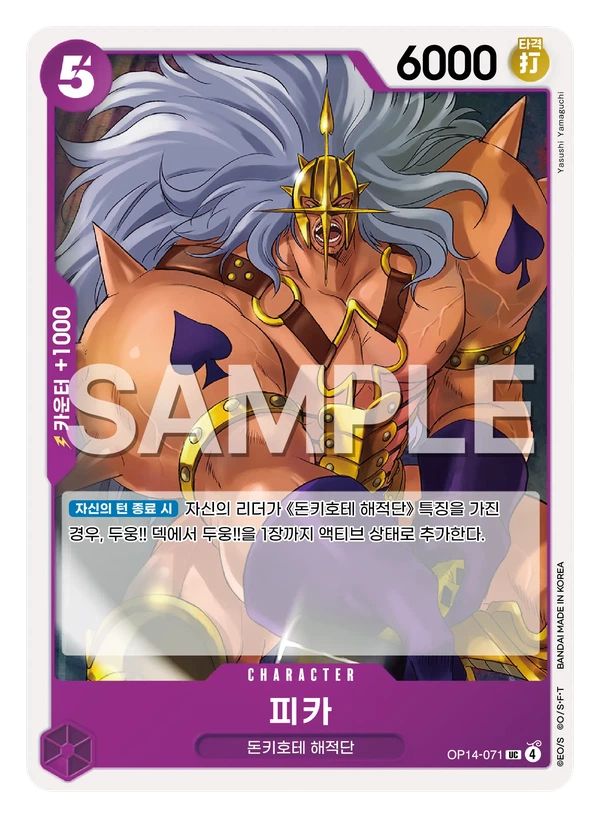 5
6000
타격
打
Yasushi Yamaguchi
카운터 +1000
SAMPLE
자신의 턴 종료 시 자신의 리더가 《돈키호테 해적단》 특징을 가진
경우, 두웅!! 덱에서 두웅!!을 1장까지 액티브 상태로 추가한다.
CHARACTER
피카
돈키호테 해적단
OP14-071 UC 4
©EO/S ©O/S·F·T BANDAI MADE IN KOREA